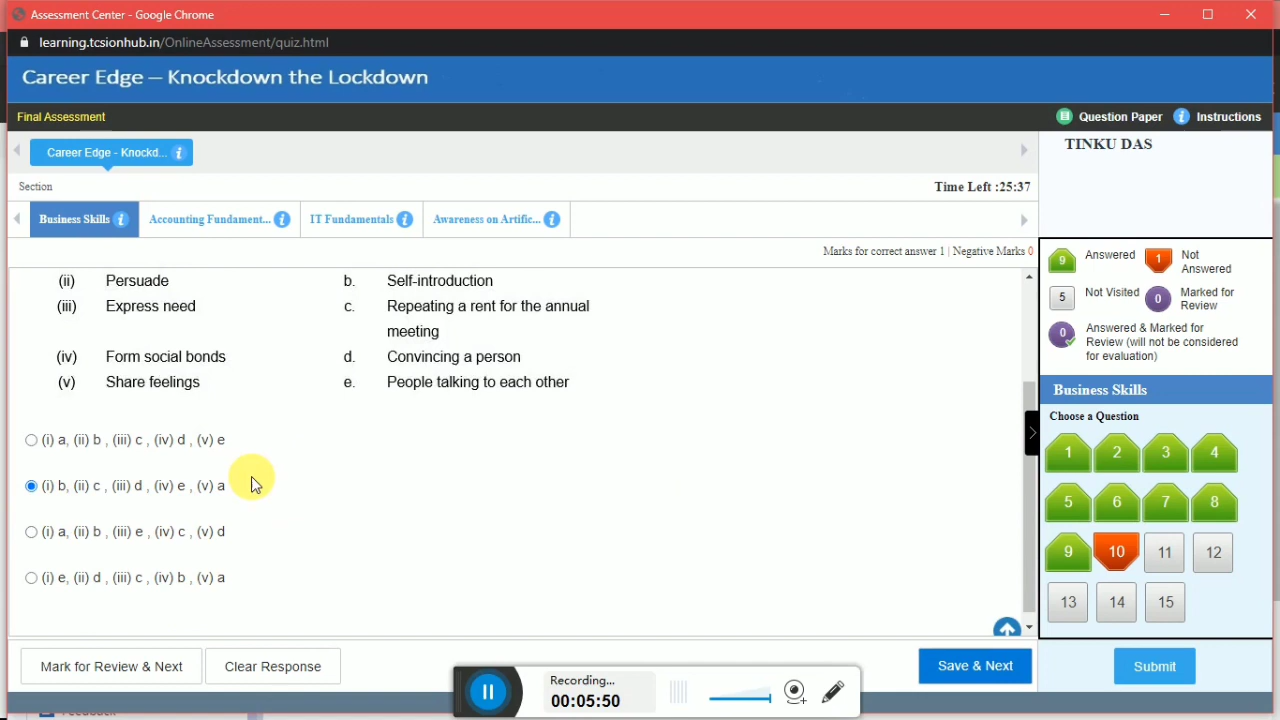 Assessment Center - Google Chrome
learning.tcsionhub.in/OnlineAssessment/quiz.html
Career Edge – Knockdown the Lockdown
Final Assessment
Question Paper
Instructions
Career Edge - Knockd...
TINKU DAS
Section
Time Left :25:37
Business Skills
Accounting Fundament...
IT Fundamentals
Awareness on Artific...
Marks for correct answer 1 | Negative Marks 0
(ii) Persuade b. Self-introduction
(iii) Express need c. Repeating a rent for the annual
meeting
(iv) Form social bonds d. Convincing a person
(v) Share feelings e. People talking to each other
(i) a, (ii) b , (iii) c , (iv) d , (v) e
(i) b, (ii) c , (iii) d , (iv) e , (v) a
(i) a, (ii) b , (iii) e , (iv) c , (v) d
(i) e, (ii) d , (iii) c , (iv) b , (v) a
9 Answered 1 Not
Answered
5 Not Visited 0 Marked for
Review
0 Answered & Marked for
Review (will not be considered
for evaluation)
Business Skills
Choose a Question
1 2 3 4
5 6 7 8
9 10 11 12
13 14 15
Mark for Review & Next
Clear Response
Save & Next
Submit
Recording...
00:05:50